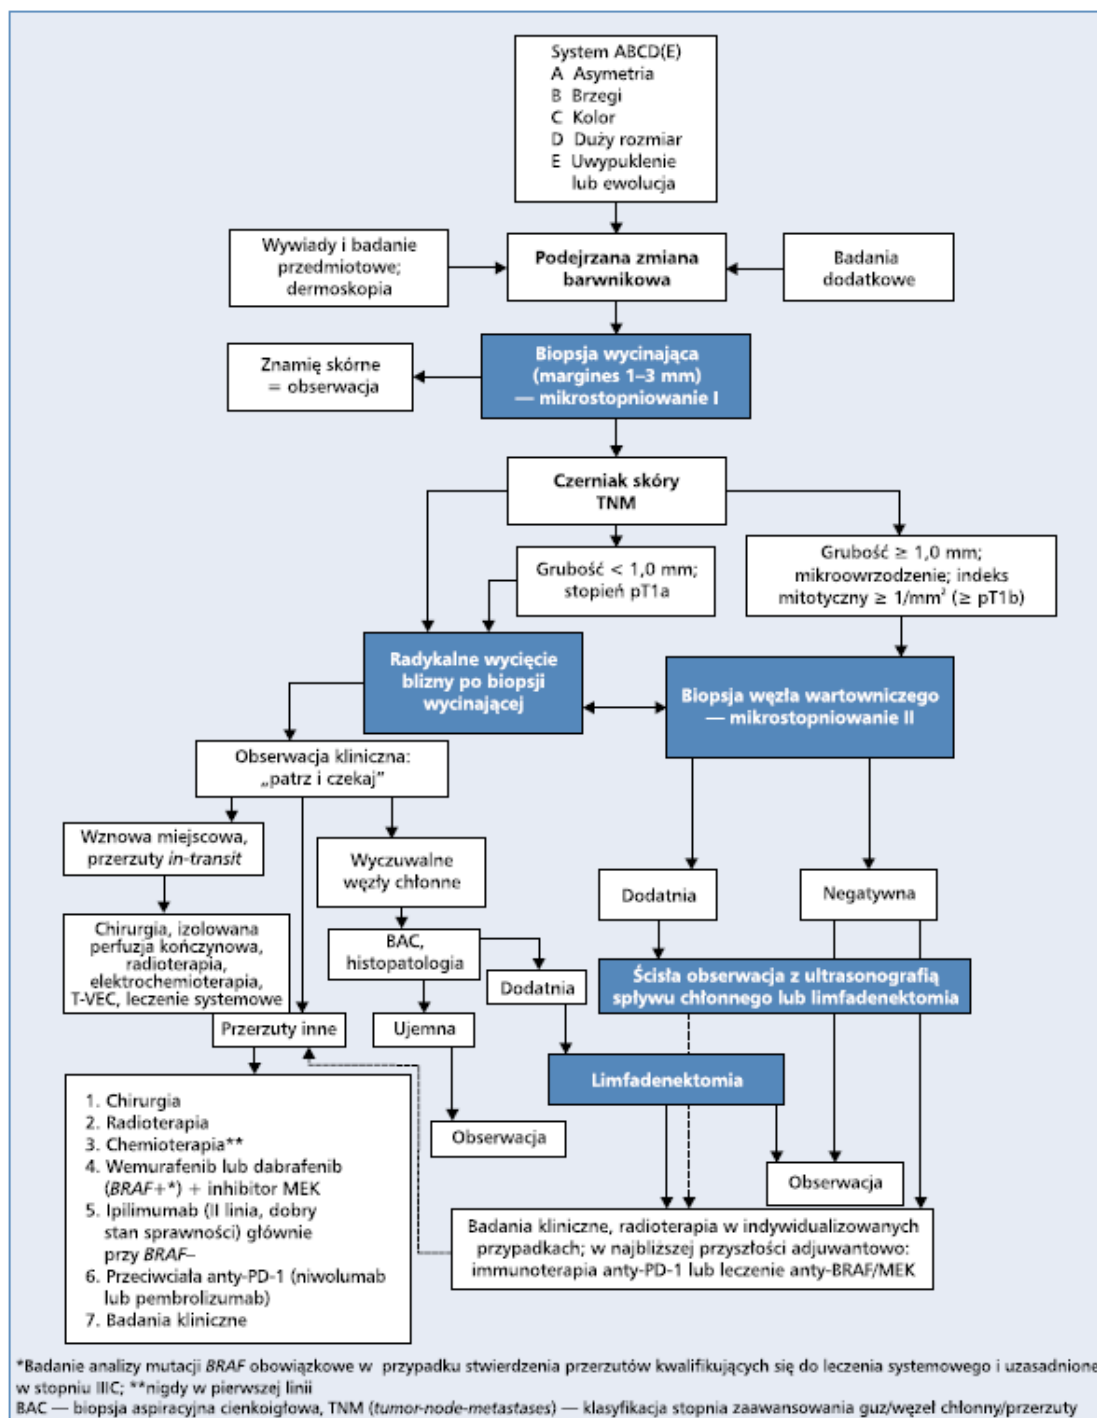 System ABCD(E)
A Asymetria
B Brzegi
C Kolor
D Duży rozmiar
E Uwypuklenie
lub ewolucja
Wywiady i badanie
przedmiotowe;
dermoskopia
Podejrzana zmiana
barwnikowa
Badania
dodatkowe
Znamię skórne
= obserwacja
Biopsja wycinająca
(margines 1–3 mm)
— mikrostopniowanie I
Czerniak skóry
TNM
Grubość < 1,0 mm;
stopień pT1a
Grubość ≥ 1,0 mm;
mikroowrzodzenie; indeks
mitotyczny ≥ 1/mm² (≥ pT1b)
Radykalne wycięcie
blizny po biopsji
wycinającej
Biopsja węzła wartowniczego
— mikrostopniowanie II
Obserwacja kliniczna:
„patrz i czekaj”
Wznowa miejscowa,
przerzuty in-transit
Wyczuwalne
węzły chłonne
Dodatnia
Negatywna
Chirurgia, izolowana
perfuzja kończynowa,
radioterapia,
elektrochemioterapia,
T-VEC, leczenie systemowe
BAC,
histopatologia
Dodatnia
Ścisła obserwacja z ultrasonografią
spływu chłonnego lub limfadenektomia
Przerzuty inne
Ujemna
Limfadenektomia
1. Chirurgia
2. Radioterapia
3. Chemioterapia**
4. Wemurafenib lub dabrafenib
(BRAF+*) + inhibitor MEK
5. Ipilimumab (II linia, dobry
stan sprawności) głównie
przy BRAF–
6. Przeciwciała anty-PD-1 (niwolumab
lub pembrolizumab)
7. Badania kliniczne
Obserwacja
Obserwacja
Badania kliniczne, radioterapia w indywidualizowanych
przypadkach; w najbliższej przyszłości adjuwantowo:
immunoterapia anty-PD-1 lub leczenie anty-BRAF/MEK
*Badanie analizy mutacji BRAF obowiązkowe w przypadku stwierdzenia przerzutów kwalifikujących się do leczenia systemowego i uzasadnione
w stopniu IIIC; **nigdy w pierwszej linii
BAC — biopsja aspiracyjna cienkoigłowa, TNM (tumor-node-metastases) — klasyfikacja stopnia zaawansowania guz/węzeł chłonny/przerzuty